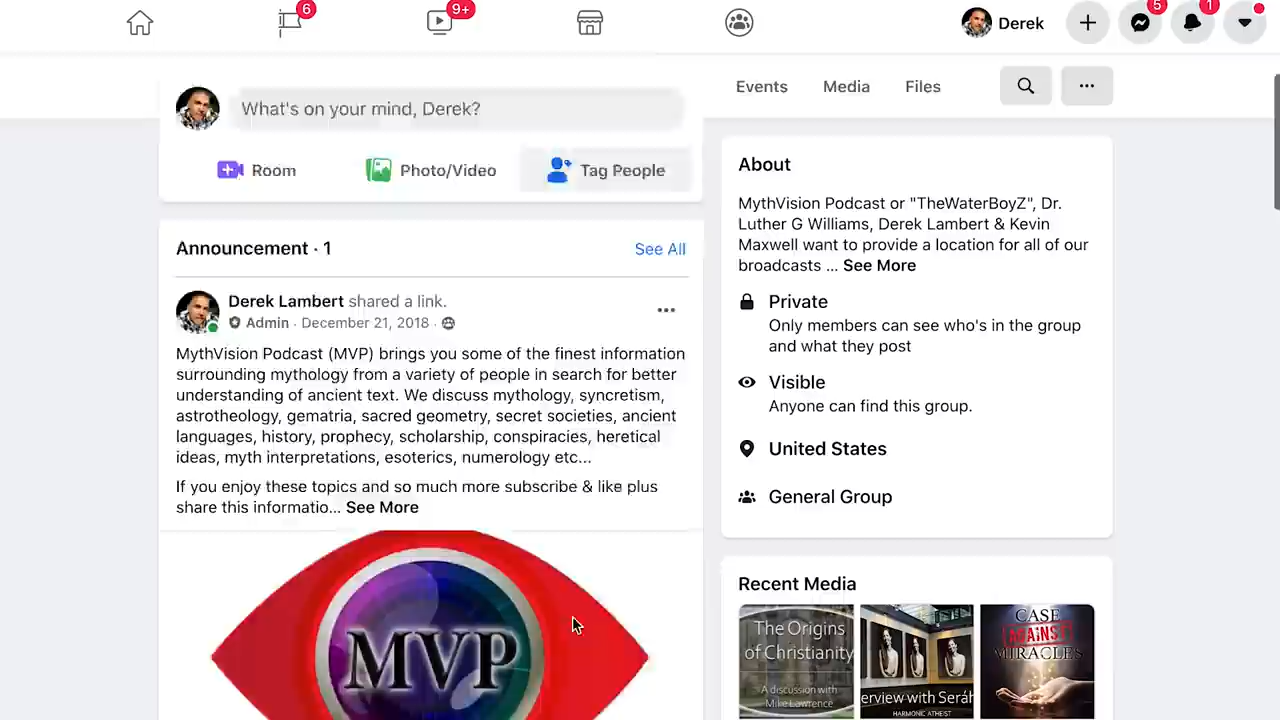 6
9+
Derek
5
1
Events
Media
Files
What's on your mind, Derek?
Room
Photo/Video
Tag People
Announcement · 1
See All
Derek Lambert shared a link.
Admin · December 21, 2018 ·
MythVision Podcast (MVP) brings you some of the finest information
surrounding mythology from a variety of people in search for better
understanding of ancient text. We discuss mythology, syncretism,
astrotheology, gematria, sacred geometry, secret societies, ancient
languages, history, prophecy, scholarship, conspiracies, heretical
ideas, myth interpretations, esoterics, numerology etc...
If you enjoy these topics and so much more subscribe & like plus
share this informatio... See More
MVP
About
MythVision Podcast or "TheWaterBoyZ", Dr.
Luther G Williams, Derek Lambert & Kevin
Maxwell want to provide a location for all of our
broadcasts ... See More
Private
Only members can see who's in the group
and what they post
Visible
Anyone can find this group.
United States
General Group
Recent Media
The Origins
of Christianity
A discussion with
Mike Lawrence
erview with Seráh
HARMONIC ATHEIST
CASE
AGAINST
MIRACLES